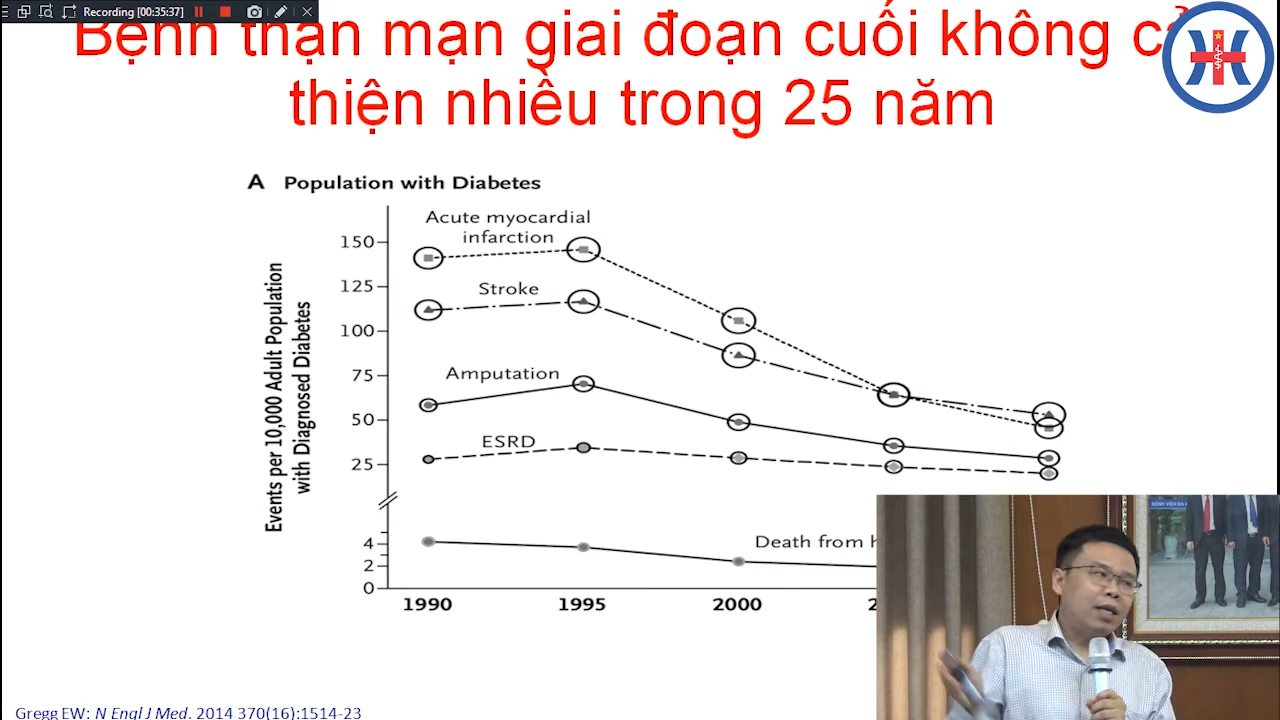 Recording [00:35:37]
Bệnh thận mạn giai đoạn cuối không
thiện nhiều trong 25 năm
A Population with Diabetes
Acute myocardial
infarction
Stroke
Amputation
ESRD
Death from
Events per 10,000 Adult Population
with Diagnosed Diabetes
150
125
100
75
50
25
4
2
0
1990 1995 2000
Gregg EW: N Engl J Med. 2014 370(16):1514-23
BỆNH VIỆN ĐA